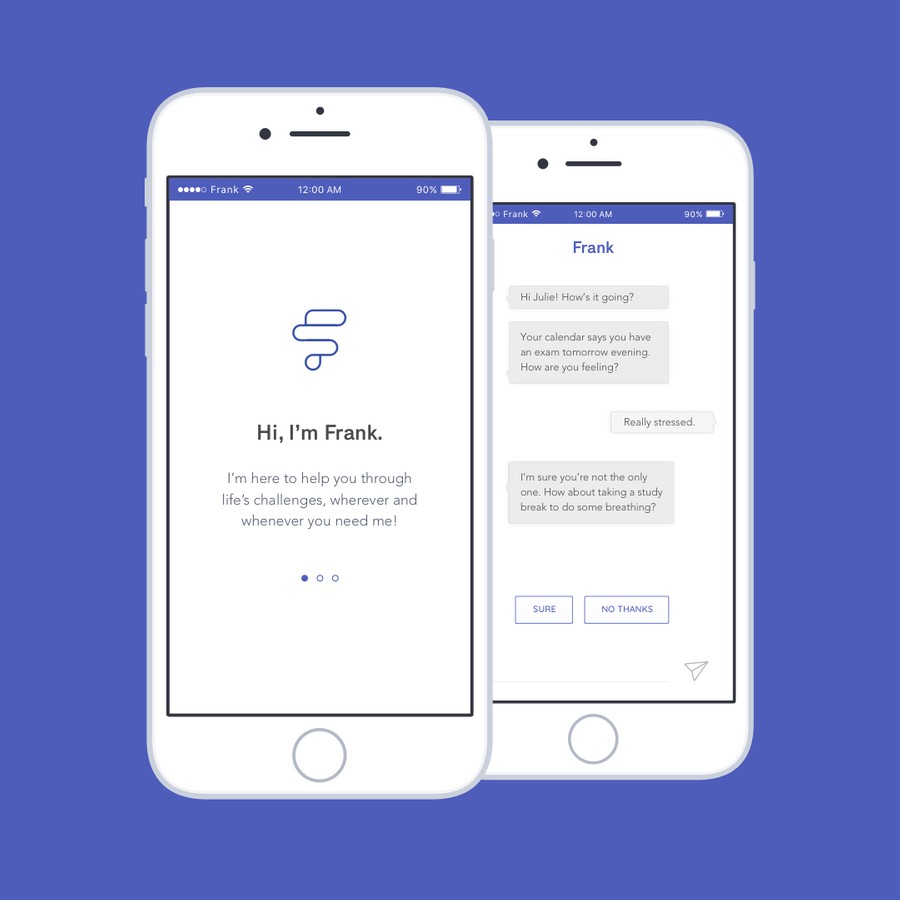 Frank
12:00 AM
90%
Hi, I’m Frank.
I’m here to help you through
life’s challenges, wherever and
whenever you need me!
Frank
12:00 AM
90%
Frank
Hi Julie! How’s it going?
Your calendar says you have
an exam tomorrow evening.
How are you feeling?
Really stressed.
I’m sure you’re not the only
one. How about taking a study
break to do some breathing?
SURE
NO THANKS